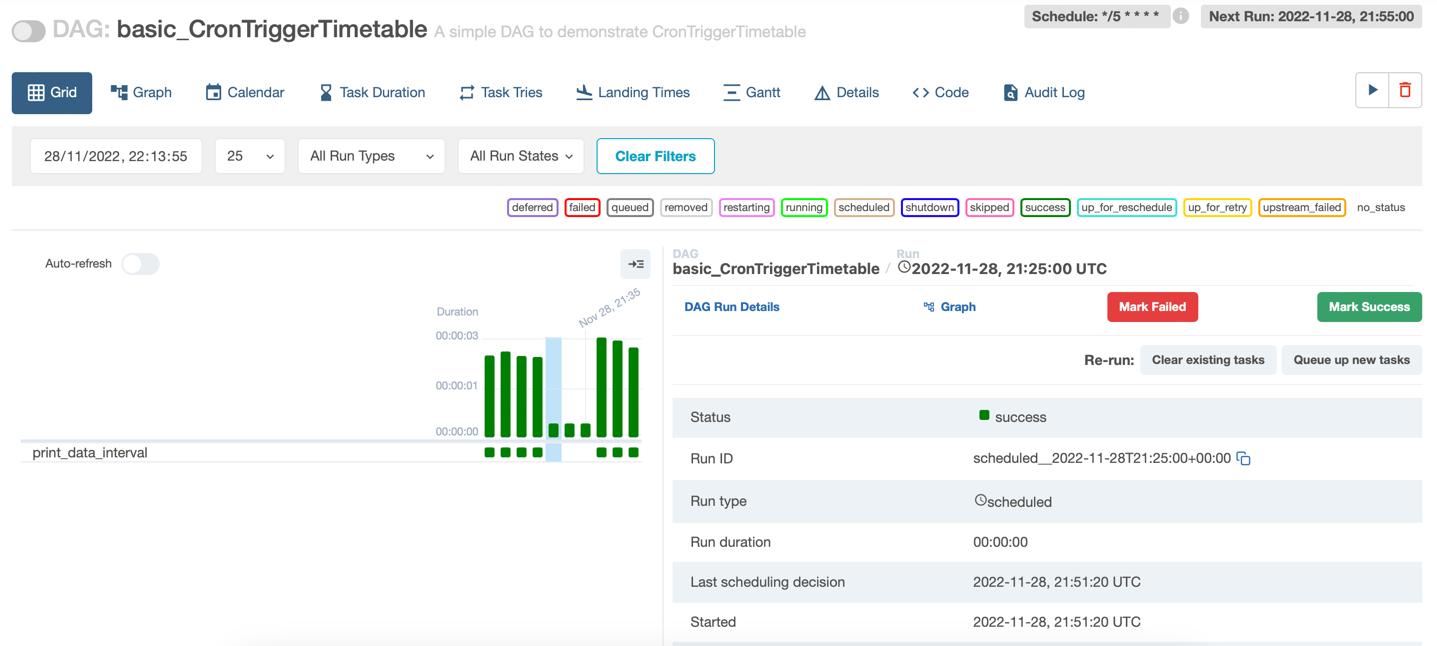 DAG: basic_CronTriggerTimetable A simple DAG to demonstrate CronTriggerTimetable
Schedule: */5 * * * * Next Run: 2022-11-28, 21:55:00
Grid Graph Calendar Task Duration Task Tries Landing Times Gantt Details Code Audit Log
28/11/2022, 22:13:55 25 All Run Types All Run States Clear Filters
deferred failed queued removed restarting running scheduled shutdown skipped success up_for_reschedule up_for_retry upstream_failed no_status
Auto-refresh
Nov 28, 21:35
Duration
00:00:03
00:00:01
00:00:00
print_data_interval
DAG Run
basic_CronTriggerTimetable / 2022-11-28, 21:25:00 UTC
DAG Run Details Graph Mark Failed Mark Success
Re-run: Clear existing tasks Queue up new tasks
Status success
Run ID scheduled__2022-11-28T21:25:00+00:00
Run type scheduled
Run duration 00:00:00
Last scheduling decision 2022-11-28, 21:51:20 UTC
Started 2022-11-28, 21:51:20 UTC